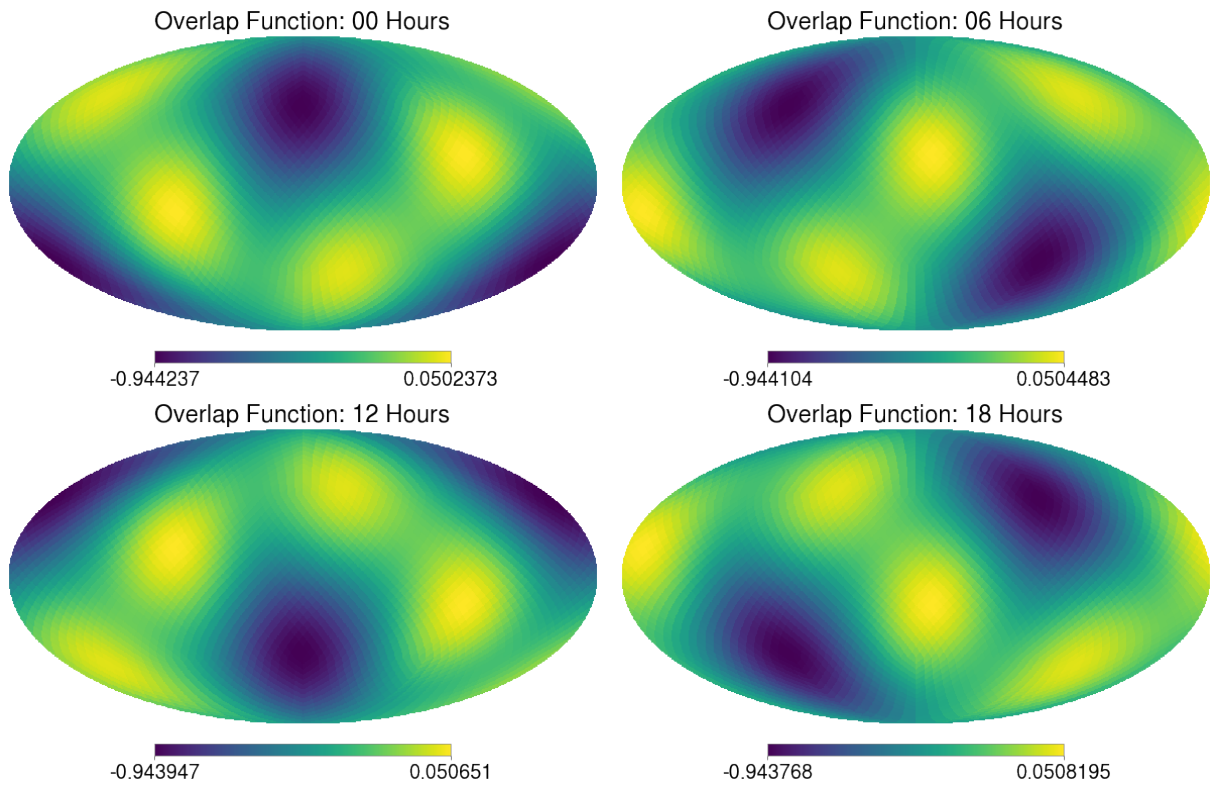 Overlap Function: 00 Hours
Overlap Function: 06 Hours
-0.944237 0.0502373
-0.944104 0.0504483
Overlap Function: 12 Hours
Overlap Function: 18 Hours
-0.943947 0.050651
-0.943768 0.0508195